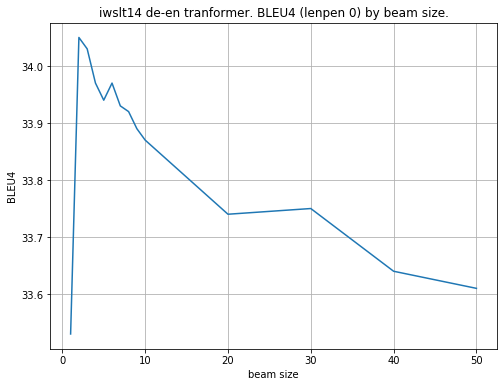 iwslt14 de-en tranformer. BLEU4 (lenpen 0) by beam size.
34.0
33.9
33.8
33.7
33.6
BLEU4
0 10 20 30 40 50
beam size